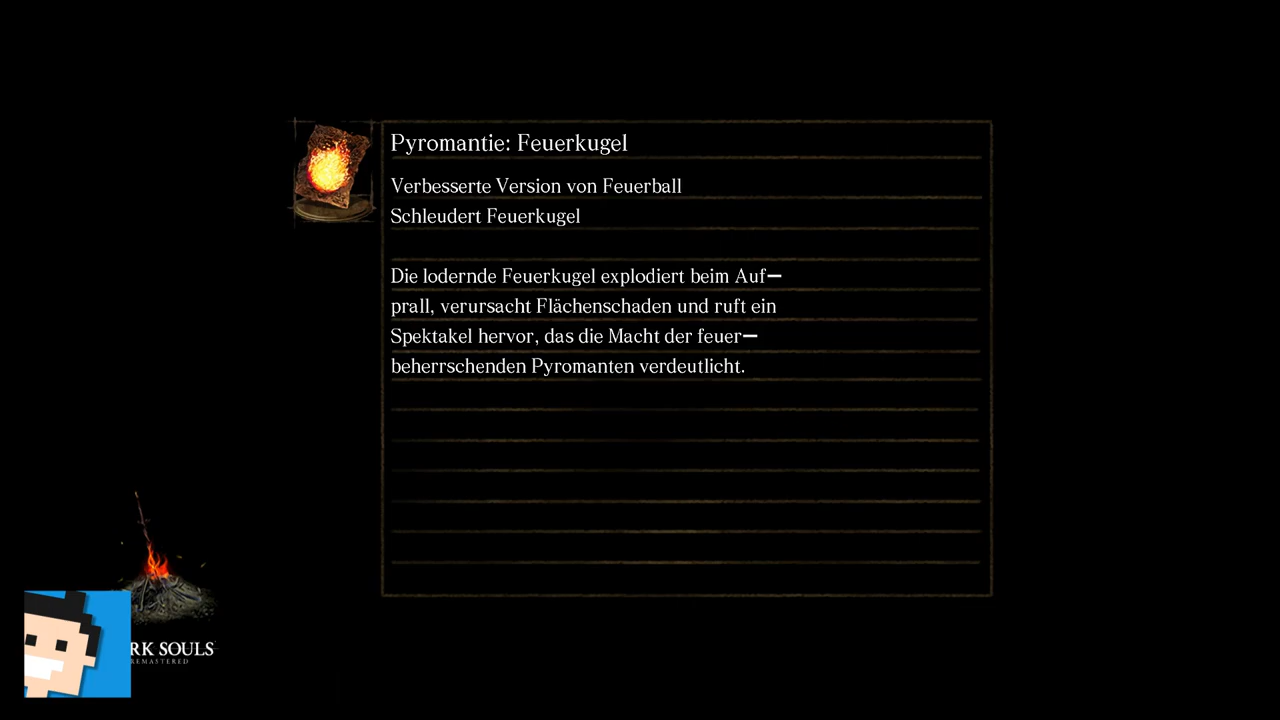 Pyromantie: Feuerkugel
Verbesserte Version von Feuerball
Schleudert Feuerkugel
Die lodernde Feuerkugel explodiert beim Auf—
prall, verursacht Flächenschaden und ruft ein
Spektakel hervor, das die Macht der feuer—
beherrschenden Pyromanten verdeutlicht.
RK SOULS
REMASTERED